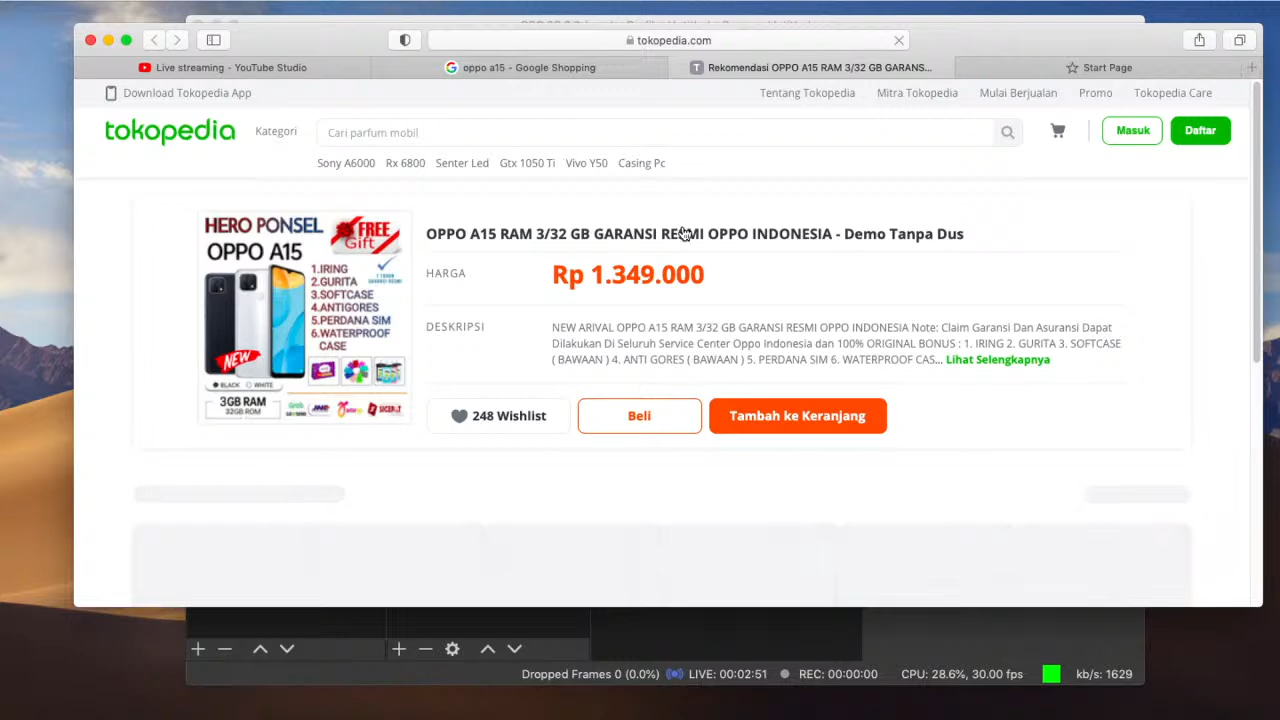 tokopedia.com
Live streaming - YouTube Studio
oppo a15 - Google Shopping
T Rekomendasi OPPO A15 RAM 3/32 GB GARANS...
Start Page
Download Tokopedia App
Tentang Tokopedia
Mitra Tokopedia
Mulai Berjualan
Promo
Tokopedia Care
tokopedia
Kategori
Cari parfum mobil
Masuk
Daftar
Sony A6000 Rx 6800 Senter Led Gtx 1050 Ti Vivo Y50 Casing Pc
HERO PONSEL
OPPO A15
FREE
Gift
1.IRING
2.GURITA
3.SOFTCASE
4.ANTIGORES
5.PERDANA SIM
6.WATERPROOF
CASE
NEW
BLACK WHITE
3GB RAM
32GB ROM
OPPO A15 RAM 3/32 GB GARANSI RESMI OPPO INDONESIA - Demo Tanpa Dus
HARGA
Rp 1.349.000
DESKRIPSI
NEW ARIVAL OPPO A15 RAM 3/32 GB GARANSI RESMI OPPO INDONESIA Note: Claim Garansi Dan Asuransi Dapat
Dilakukan Di Seluruh Service Center Oppo Indonesia dan 100% ORIGINAL BONUS : 1. IRING 2. GURITA 3. SOFTCASE
( BAWAAN ) 4. ANTI GORES ( BAWAAN ) 5. PERDANA SIM 6. WATERPROOF CAS... Lihat Selengkapnya
248 Wishlist
Beli
Tambah ke Keranjang
Dropped Frames 0 (0.0%)
LIVE: 00:02:51
REC: 00:00:00
CPU: 28.6%, 30.00 fps
kb/s: 1629